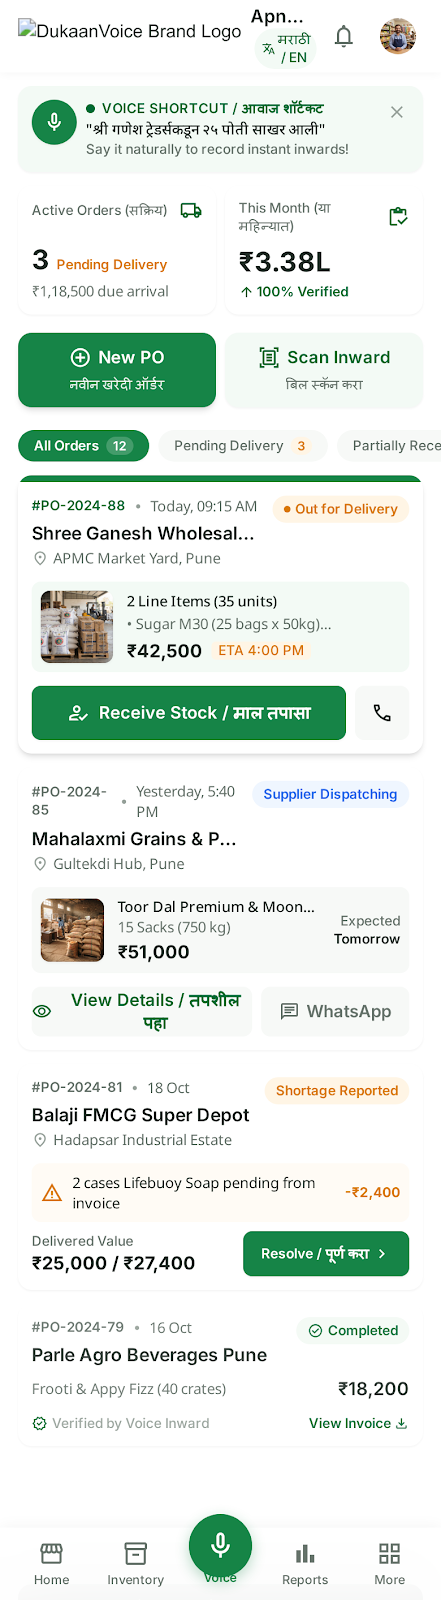 DukaanVoice Brand Logo
Apn...
मराठी
/ EN
VOICE SHORTCUT / आवाज शॉर्टकट
"श्री गणेश ट्रेडर्सकडून २५ पोती साखर आली"
Say it naturally to record instant inwards!
Active Orders (सक्रिय)
3 Pending Delivery
₹1,18,500 due arrival
This Month (या
महिन्यात)
₹3.38L
100% Verified
New PO
नवीन खरेदी ऑर्डर
Scan Inward
बिल स्कॅन करा
All Orders 12
Pending Delivery 3
Partially Rece
#PO-2024-88 • Today, 09:15 AM
Out for Delivery
Shree Ganesh Wholesal...
APMC Market Yard, Pune
2 Line Items (35 units)
• Sugar M30 (25 bags x 50kg)...
₹42,500 ETA 4:00 PM
Receive Stock / माल तपासा
#PO-2024-
85
• Yesterday, 5:40
PM
Supplier Dispatching
Mahalaxmi Grains & P...
Gultekdi Hub, Pune
Toor Dal Premium & Moon...
15 Sacks (750 kg)
₹51,000
Expected
Tomorrow
View Details / तपशील
पहा
WhatsApp
#PO-2024-81 • 18 Oct
Shortage Reported
Balaji FMCG Super Depot
Hadapsar Industrial Estate
2 cases Lifebuoy Soap pending from
invoice
-₹2,400
Delivered Value
₹25,000 / ₹27,400
Resolve / पूर्ण करा
#PO-2024-79 • 16 Oct
Completed
Parle Agro Beverages Pune
Frooti & Appy Fizz (40 crates)
₹18,200
Verified by Voice Inward
View Invoice
Home
Inventory
Voice
Reports
More